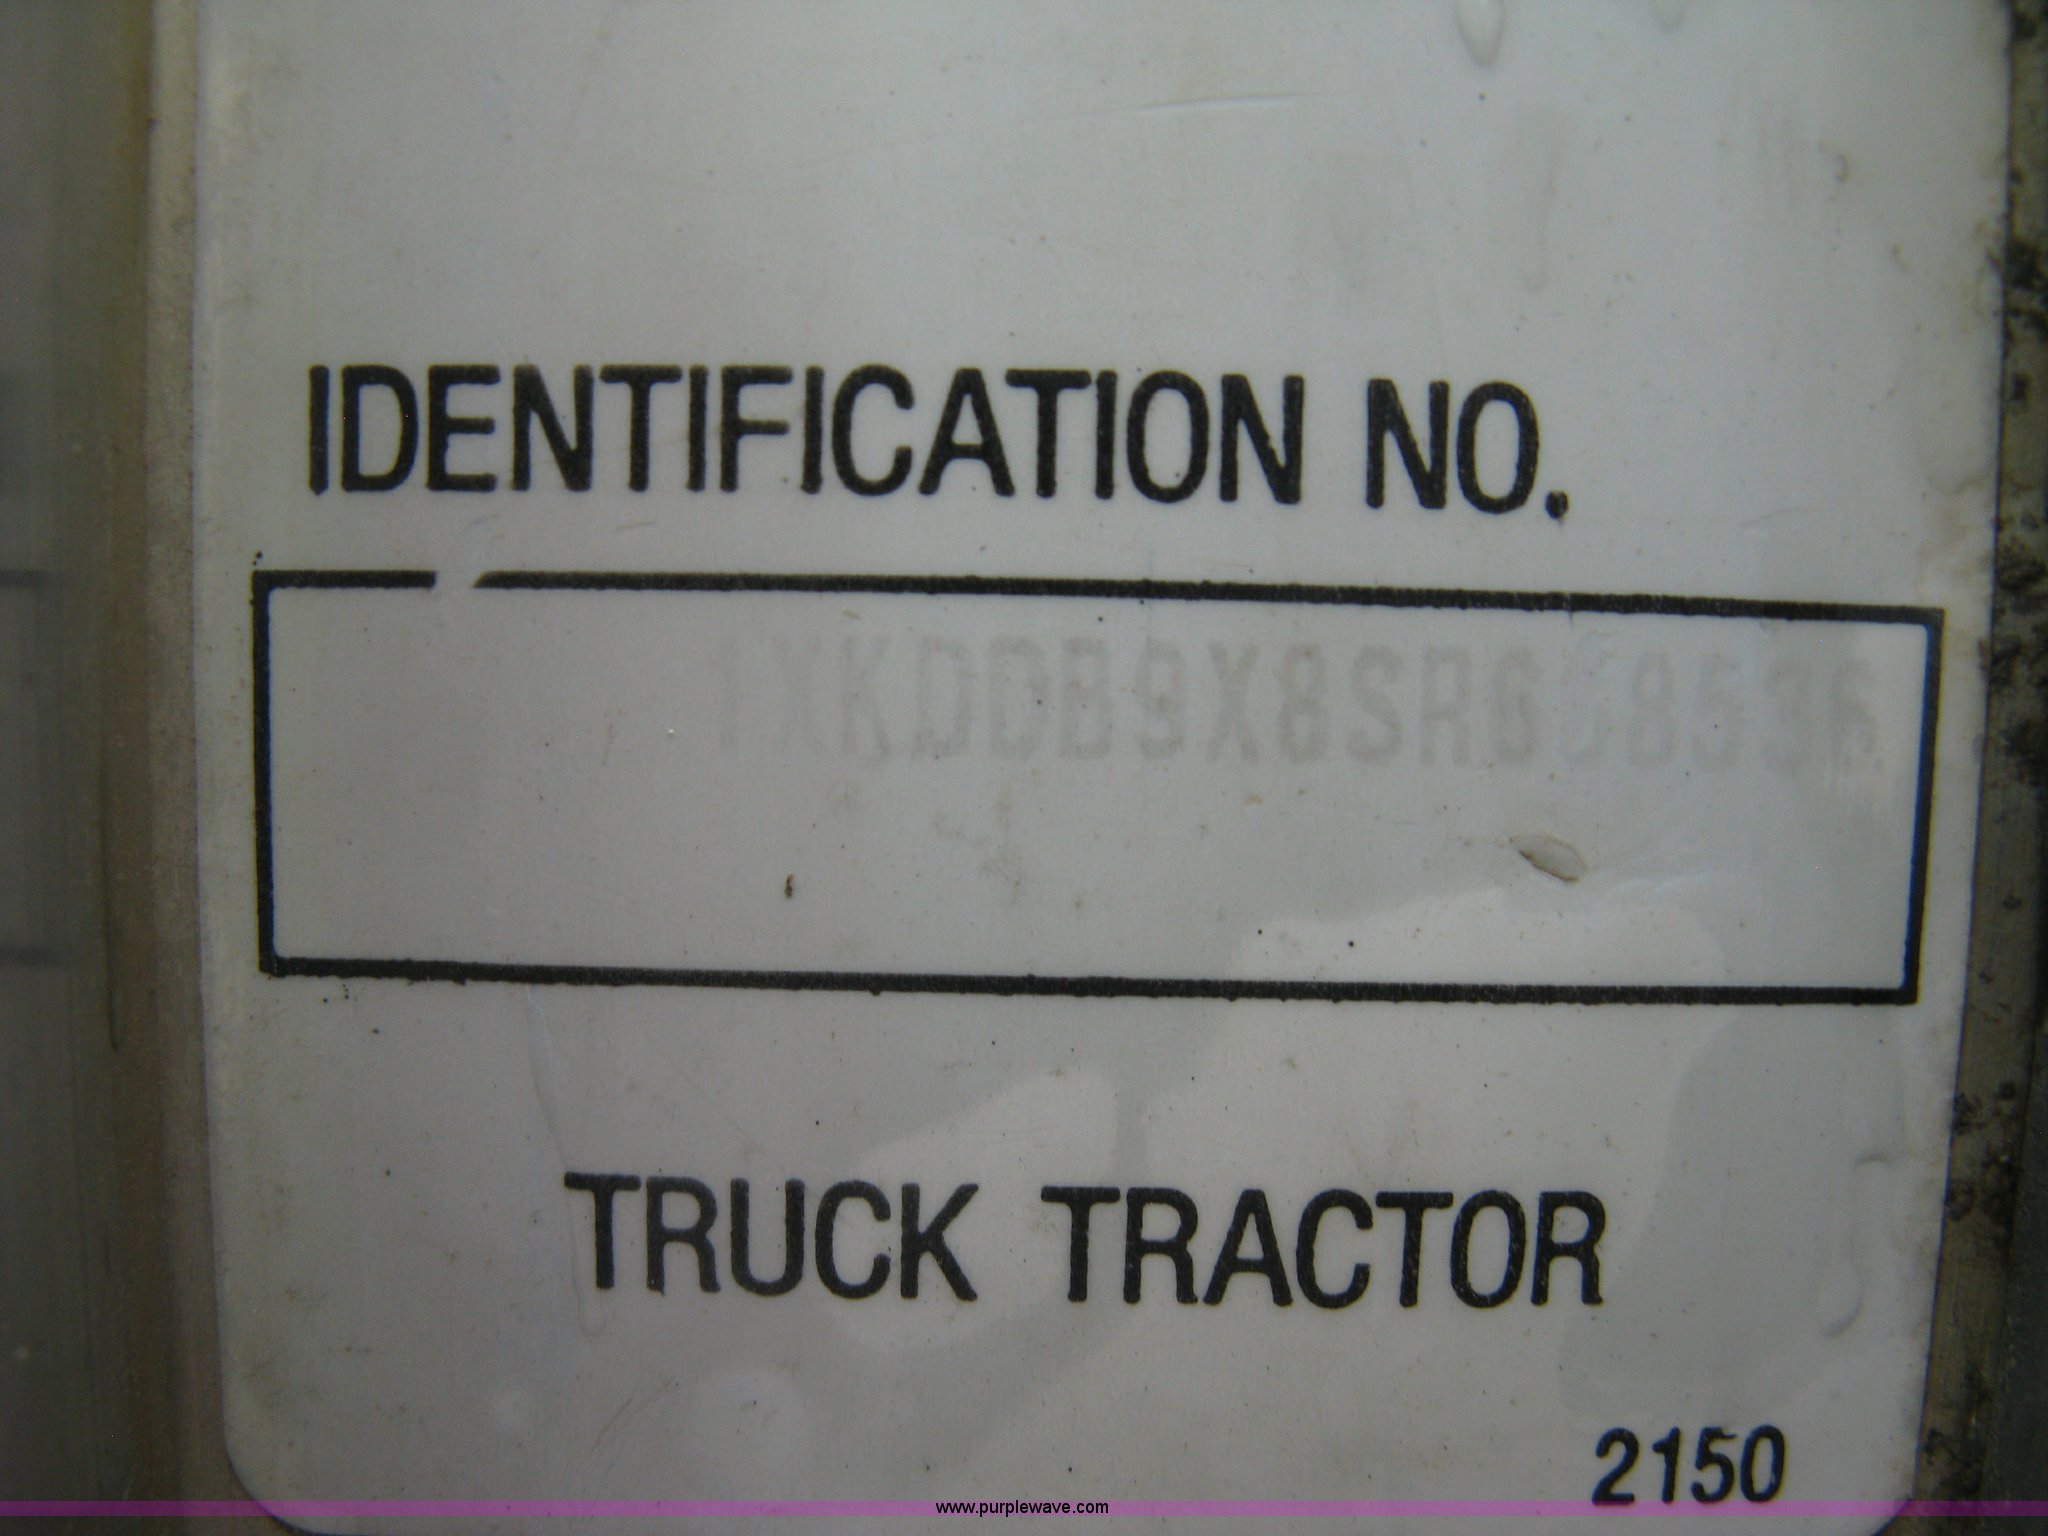 IDENTIFICATION NO.
TRUCK TRACTOR
2150
www.purplewave.com